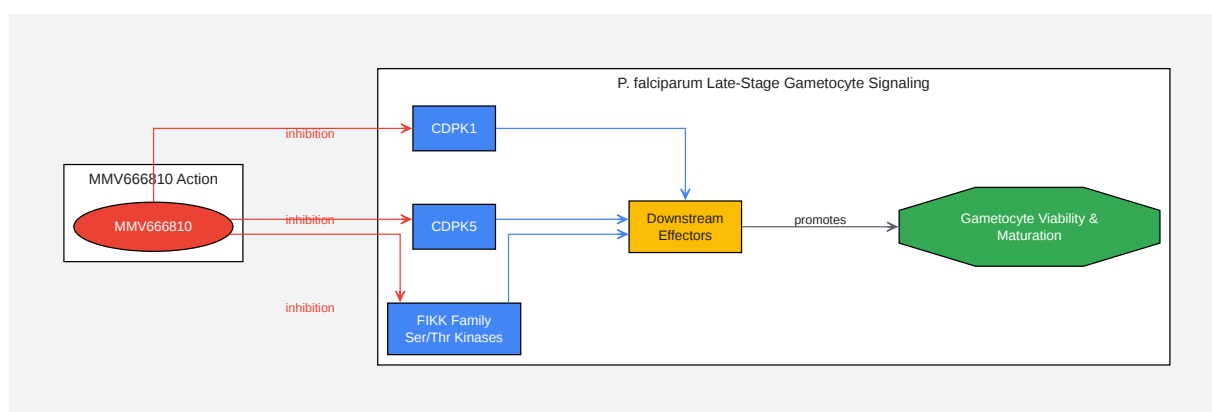 P. falciparum Late-Stage Gametocyte Signaling
CDPK1
inhibition
MMV666810 Action
MMV666810
inhibition
CDPK5
Downstream
Effectors
promotes
Gametocyte Viability &
Maturation
inhibition
FIKK Family
Ser/Thr Kinases